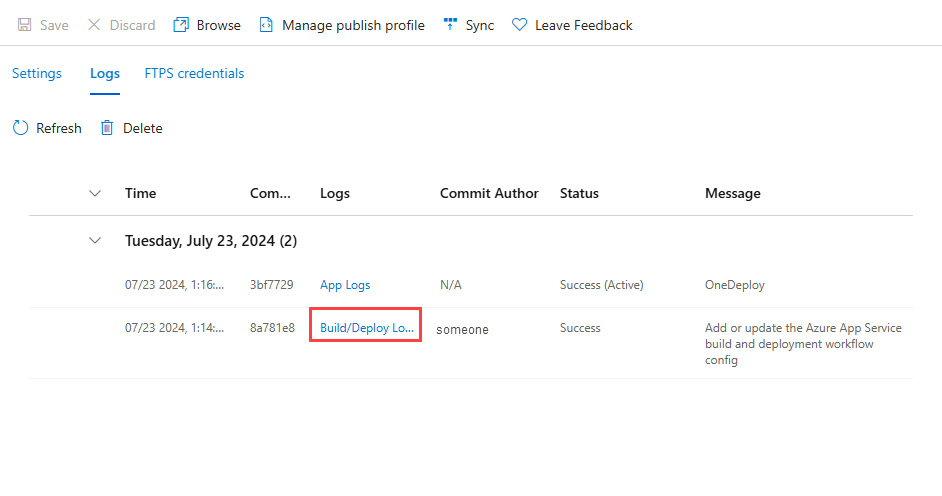 Save Discard Browse Manage publish profile Sync Leave Feedback
Settings Logs FTPS credentials
Refresh Delete
Time Com... Logs Commit Author Status Message
Tuesday, July 23, 2024 (2)
07/23 2024, 1:16:... 3bf7729 App Logs N/A Success (Active) OneDeploy
07/23 2024, 1:14:... 8a781e8 Build/Deploy Lo... someone Success Add or update the Azure App Service
build and deployment workflow
config